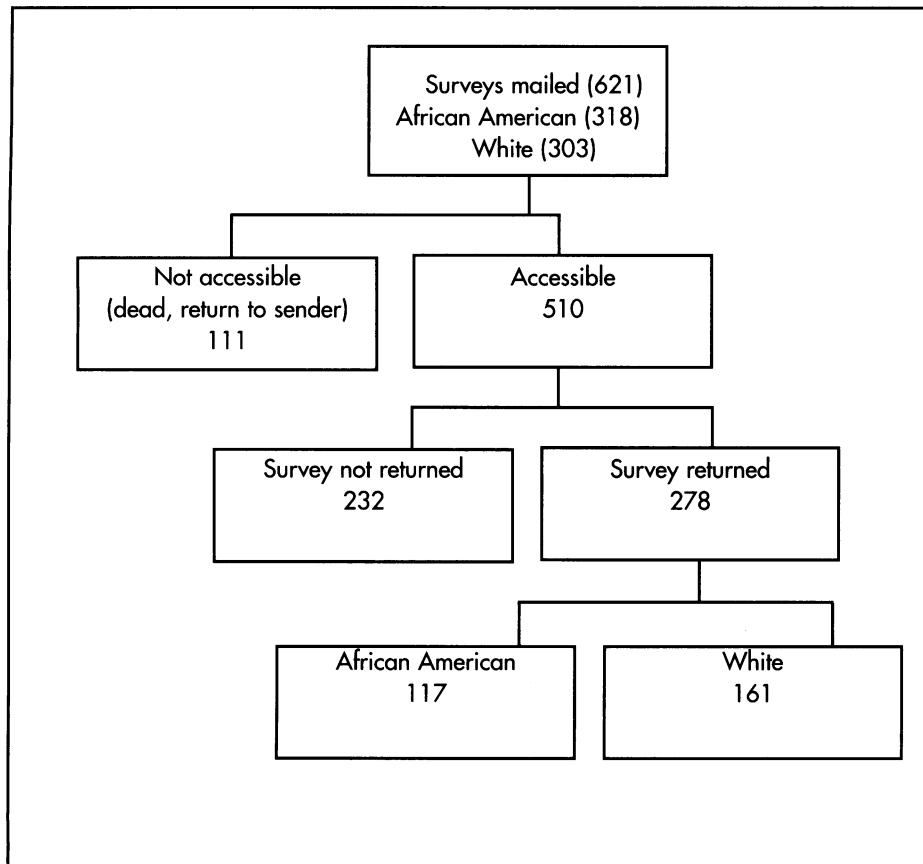 Surveys mailed (621)
African American (318)
White (303)
Not accessible
(dead, return to sender)
111
Accessible
510
Survey not returned
232
Survey returned
278
African American
117
White
161